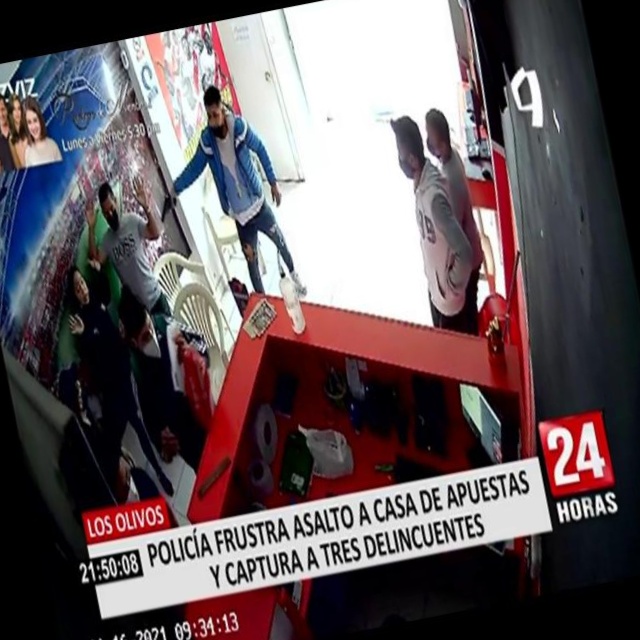 Lunes a viernes 5:30 pm
LOS OLIVOS
21:50:08
POLICÍA FRUSTRA ASALTO A CASA DE APUESTAS
Y CAPTURA A TRES DELINCUENTES
24
HORAS
2021 09:34:13